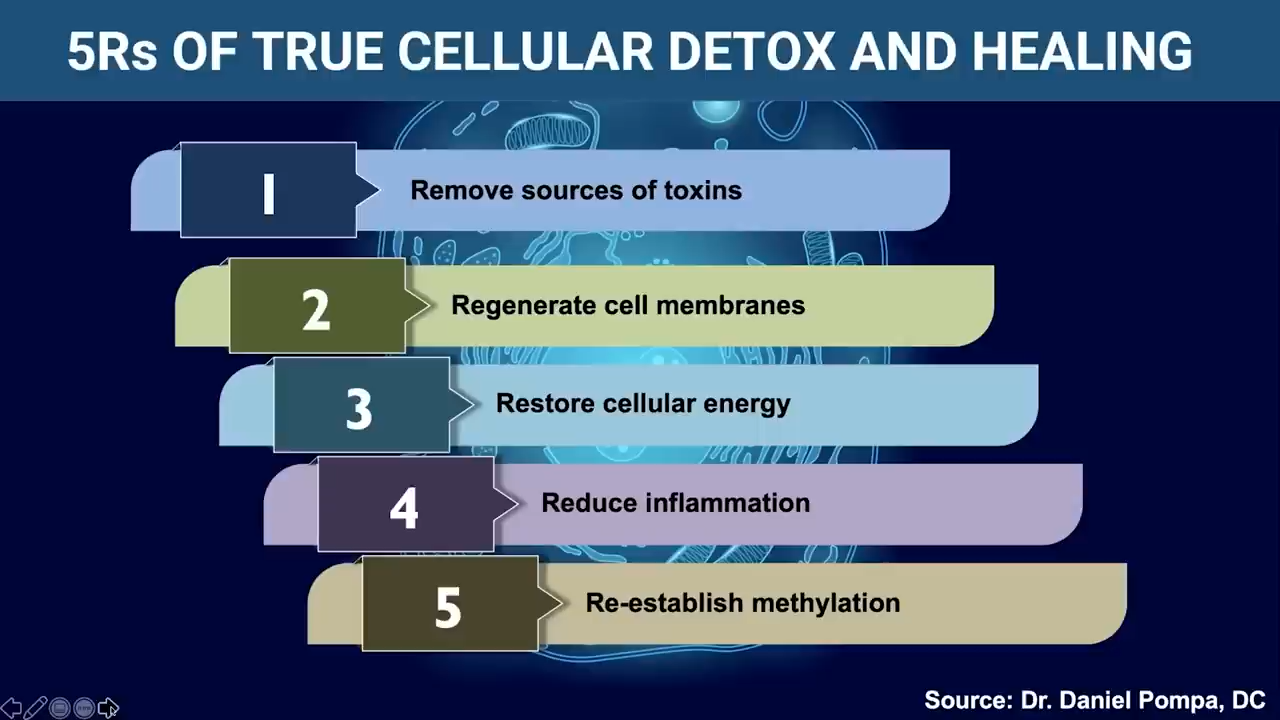 5Rs OF TRUE CELLULAR DETOX AND HEALING
1
Remove sources of toxins
2
Regenerate cell membranes
3
Restore cellular energy
4
Reduce inflammation
5
Re-establish methylation
Source: Dr. Daniel Pompa, DC